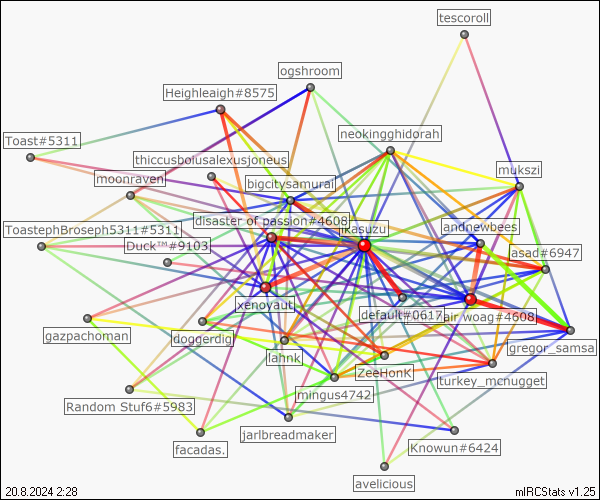 tescoroll
ogshroom
Heighleaigh#8575
neokingghidorah
Toast#5311
thiccusbolusalexusjoneus
mukszi
moonraven
bigcitysamurai
disaster of passion#4608
ikasuzu
andnewbees
ToastephBroseph5311#5311
Duck™#9103
asad#6947
xenoyaut
default#0617
air woag#4608
gazpachoman
doggerdig
lahnk
ZeeHonK
gregor_samsa
turkey_mcnugget
Random Stuf6#5983
mingus4742
facadas.
jarlbreadmaker
Knowun#6424
avelicious
20.8.2024 2:28
mIRCStats v1.25